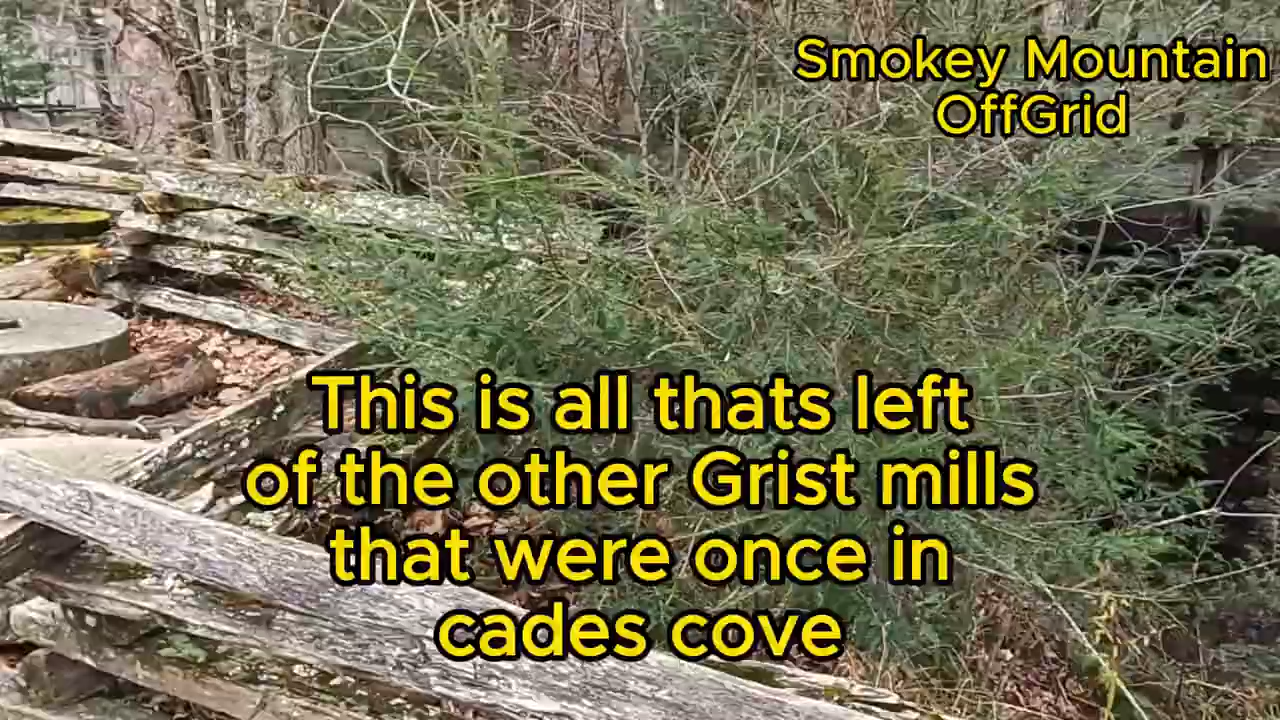 Smokey Mountain
OffGrid
This is all thats left
of the other Grist mills
that were once in
cades cove